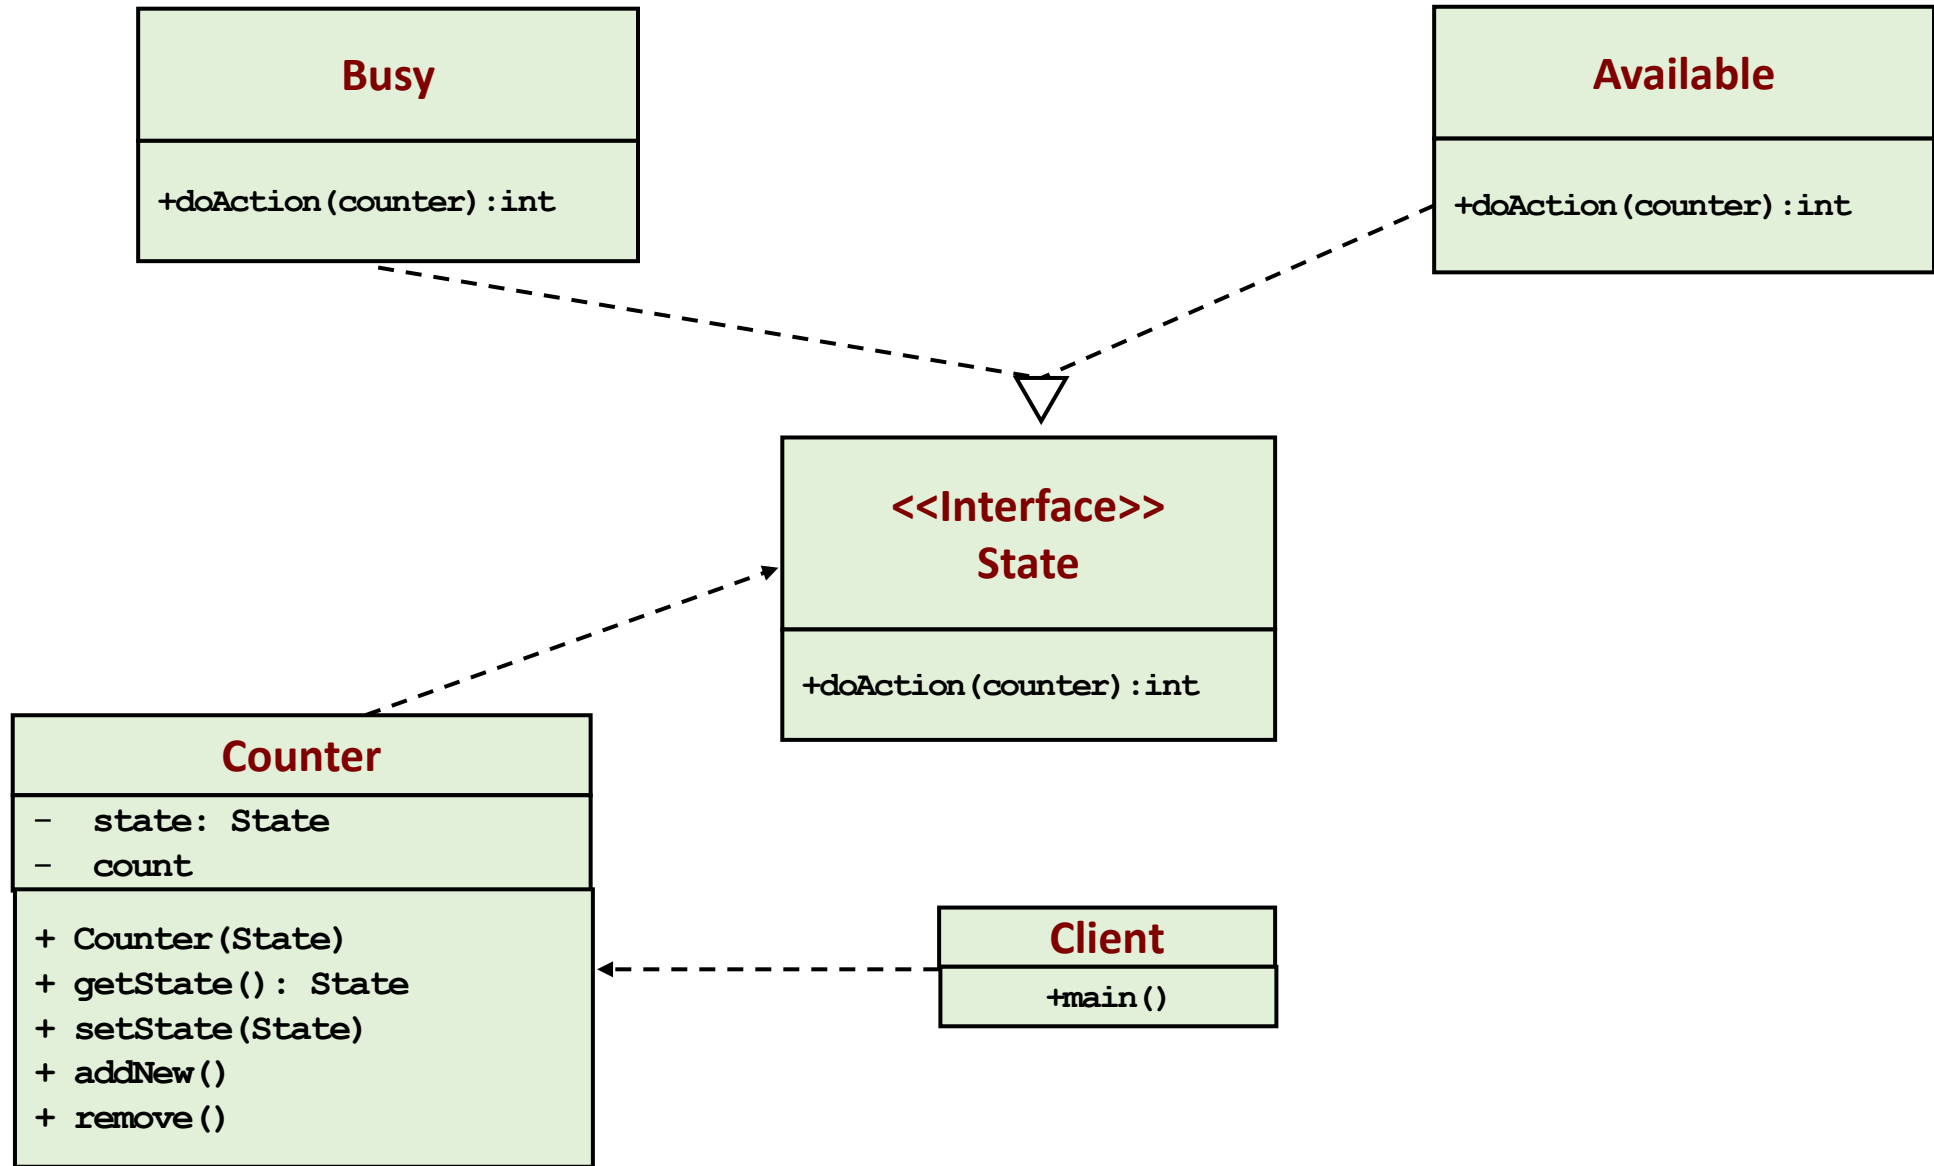 Busy
+doAction(counter):int
Available
+doAction(counter):int
<<Interface>>
State
+doAction(counter):int
Counter
- state: State
- count
+ Counter(State)
+ getState(): State
+ setState(State)
+ addNew()
+ remove()
Client
+main()